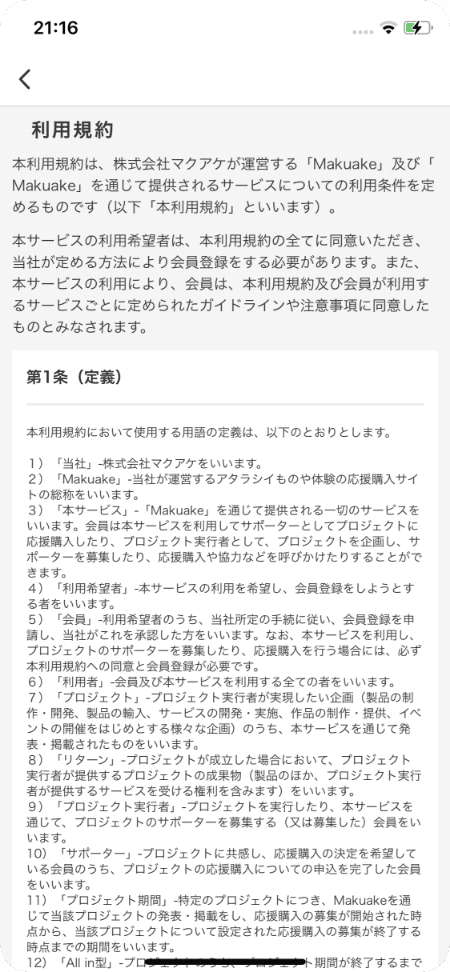 21:16
利用規約
本利用規約は、株式会社マクアケが運営する「Makuake」及び「
Makuake」を通じて提供されるサービスについての利用条件を定
めるものです（以下「本利用規約」といいます）。
本サービスの利用希望者は、本利用規約の全てに同意いただき、
当社が定める方法により会員登録をする必要があります。また、
本サービスの利用により、会員は、本利用規約及び会員が利用す
るサービスごとに定められたガイドラインや注意事項に同意した
ものとみなされます。
第1条（定義）
本利用規約において使用する用語の定義は、以下のとおりとします。
１）「当社」-株式会社マクアケをいいます。
２）「Makuake」-当社が運営するアタラシイものや体験の応援購入サイ
トの総称をいいます。
３）「本サービス」-「Makuake」を通じて提供される一切のサービスを
いいます。会員は本サービスを利用してサポーターとしてプロジェクトに
応援購入したり、プロジェクト実行者として、プロジェクトを企画し、サ
ポーターを募集したり、応援購入や協力などを呼びかけたりすることがで
きます。
４）「利用希望者」-本サービスの利用を希望し、会員登録をしようとす
る者をいいます。
５）「会員」-利用希望者のうち、当社所定の手続に従い、会員登録を申
請し、当社がこれを承認した方をいいます。なお、本サービスを利用し、
プロジェクトのサポーターを募集したり、応援購入を行う場合には、必ず
本利用規約への同意と会員登録が必要です。
６）「利用者」-会員及び本サービスを利用する全ての者をいいます。
７）「プロジェクト」-プロジェクト実行者が実現したい企画（製品の制
作・開発、製品の輸入、サービスの開発・実施、作品の制作・提供、イベ
ントの開催をはじめとする様々な企画）のうち、本サービスを通じて発
表・掲載されたものをいいます。
８）「リターン」-プロジェクトが成立した場合において、プロジェクト
実行者が提供するプロジェクトの成果物（製品のほか、プロジェクト実行
者が提供するサービスを受ける権利を含みます）をいいます。
９）「プロジェクト実行者」-プロジェクトを実行したり、本サービスを
通じて、プロジェクトのサポーターを募集する（又は募集した）会員をい
います。
10）「サポーター」-プロジェクトに共感し、応援購入の決定を希望して
いる会員のうち、プロジェクトの応援購入についての申込を完了した会員
をいいます。
11）「プロジェクト期間」-特定のプロジェクトにつき、Makuakeを通
じて当該プロジェクトの発表・掲載をし、応援購入の募集が開始された時
点から、当該プロジェクトについて設定された応援購入の募集が終了する
時点までの期間をいいます。
12）「All in型」-プロジェクトのうち、プロジェクト期間が終了するまで